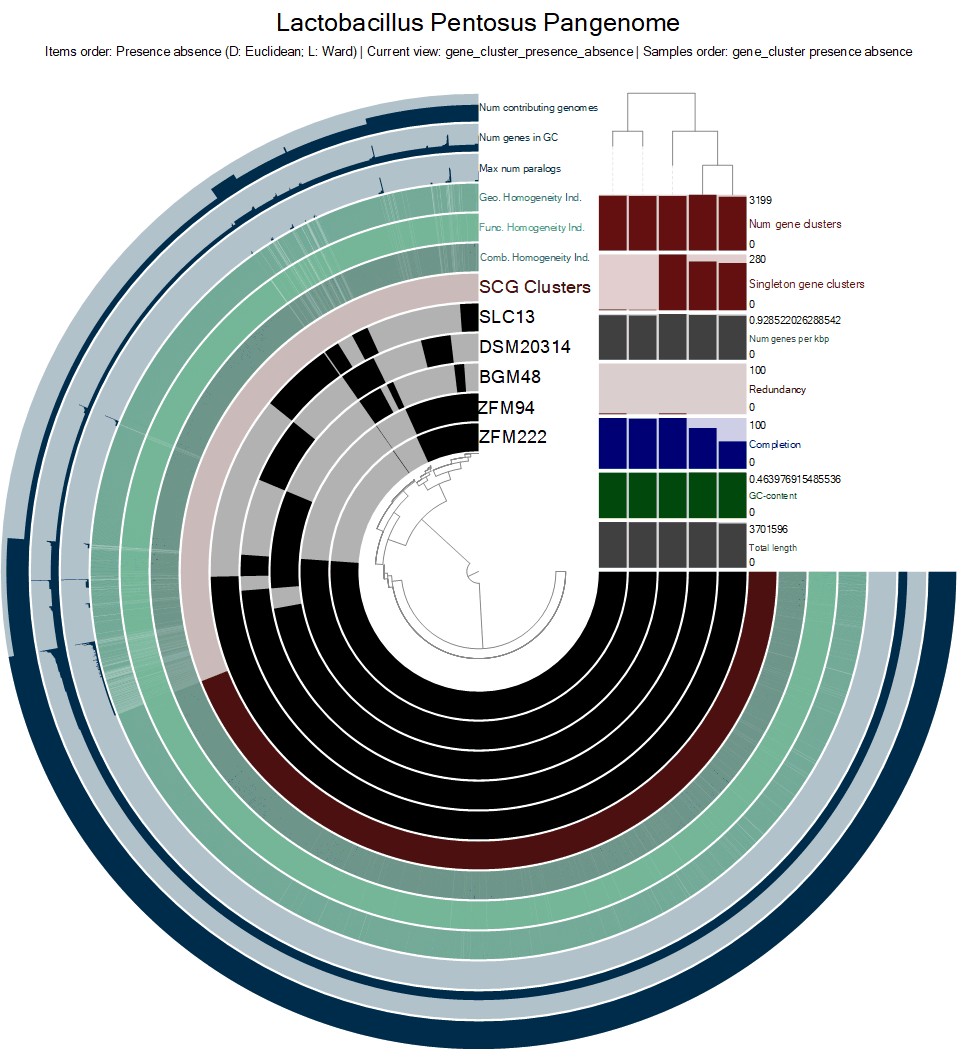 Lactobacillus Pentosus Pangenome
Items order: Presence absence (D: Euclidean; L: Ward) | Current view: gene_cluster_presence_absence | Samples order: gene_cluster presence absence
Num contributing genomes
Num genes in GC
Max num paralogs
Geo. Homogeneity Ind.
Func. Homogeneity Ind.
Comb. Homogeneity Ind.
SCG Clusters
SLC13
DSM20314
BGM48
ZFM94
ZFM222
3199
Num gene clusters
0
280
Singleton gene clusters
0
0.928522026288542
Num genes per kbp
0
100
Redundancy
0
100
Completion
0
0.463976915485536
GC-content
0
3701596
Total length
0